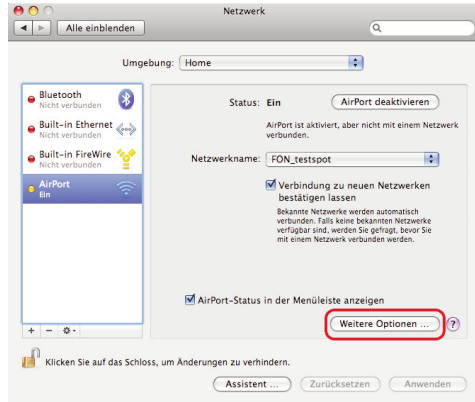 Netzwerk
Alle einblenden
Umgebung: Home
Bluetooth
Nicht verbunden
Built-in Ethernet
Nicht verbunden
Built-in FireWire
Nicht verbunden
AirPort
Ein
Status: Ein
AirPort deaktivieren
AirPort ist aktiviert, aber nicht mit einem Netzwerk
verbunden.
Netzwerkname: FON_testspot
Verbindung zu neuen Netzwerken
bestätigen lassen
Bekannte Netzwerke werden automatisch
verbunden. Falls keine bekannten Netzwerke
verfügbar sind, werden Sie gefragt, bevor Sie
mit einem Netzwerk verbunden werden.
AirPort-Status in der Menüleiste anzeigen
Weitere Optionen ... ?
Klicken Sie auf das Schloss, um Änderungen zu verhindern.
Assistent ... Zurücksetzen Anwenden